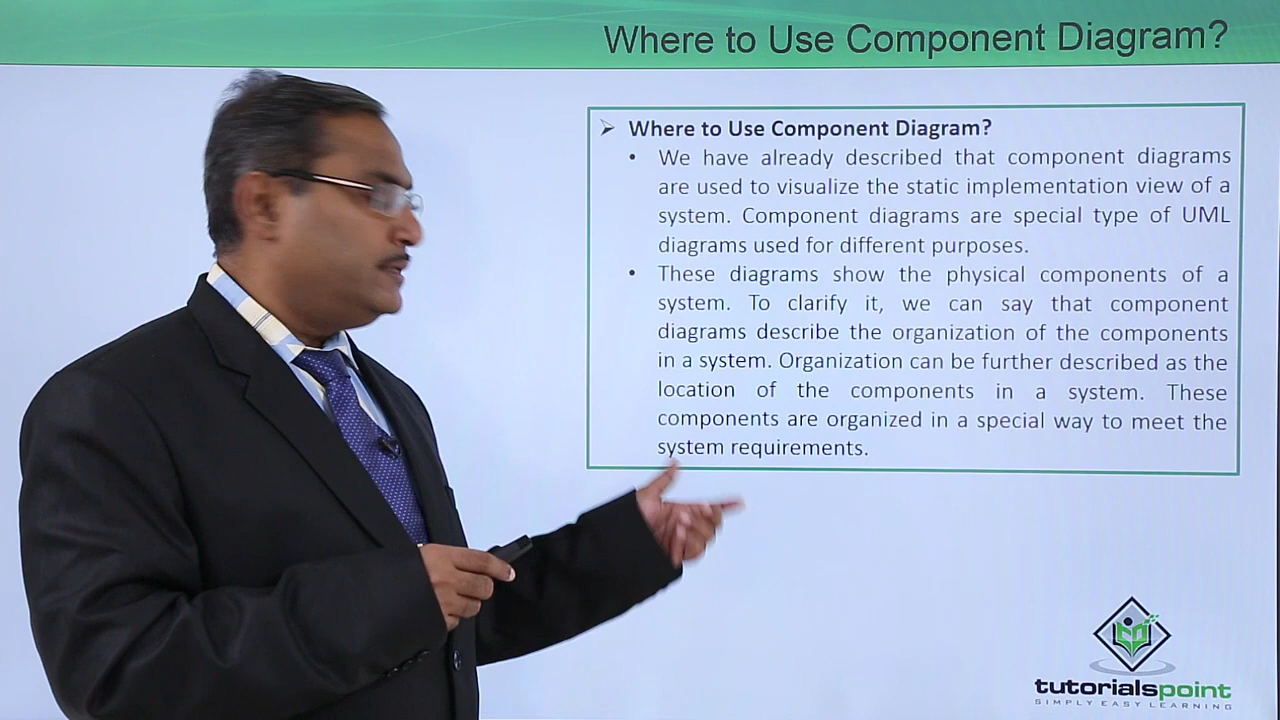 Where to Use Component Diagram?
➢ Where to Use Component Diagram?
• We have already described that component diagrams
are used to visualize the static implementation view of a
system. Component diagrams are special type of UML
diagrams used for different purposes.
• These diagrams show the physical components of a
system. To clarify it, we can say that component
diagrams describe the organization of the components
in a system. Organization can be further described as the
location of the components in a system. These
components are organized in a special way to meet the
system requirements.
tutorialspoint
SIMPLY EASY LEARNING